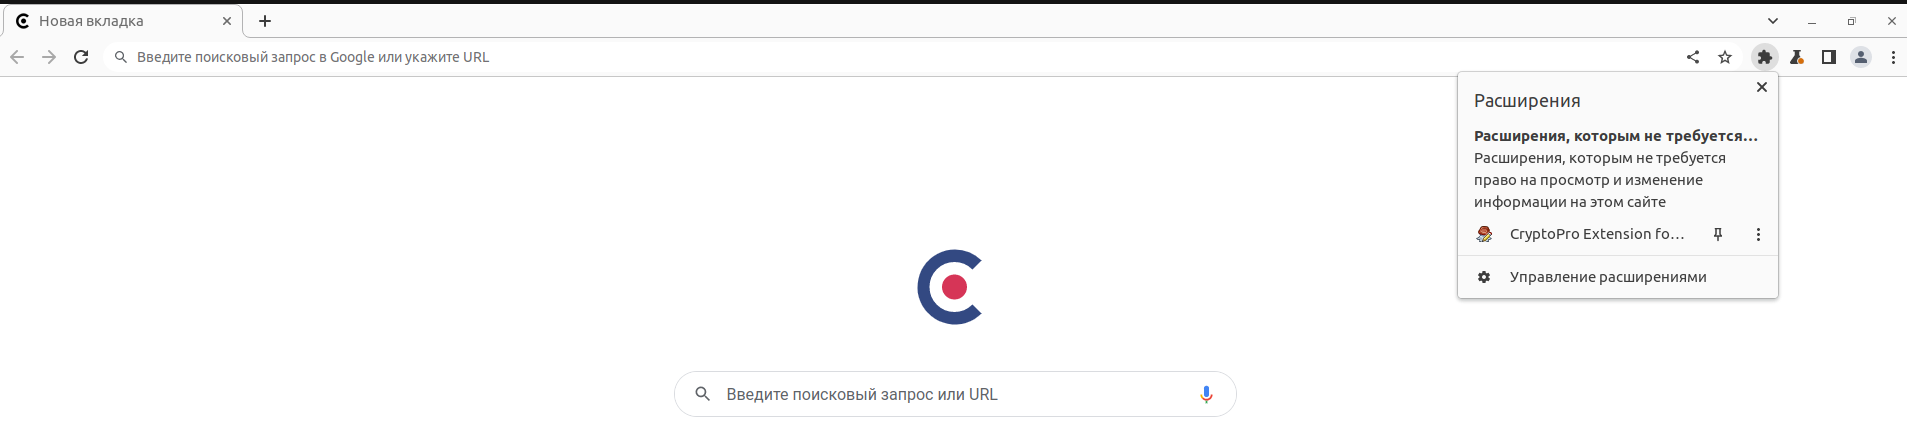 Новая вкладка
Введите поисковый запрос в Google или укажите URL
Расширения
Расширения, которым не требуется...
Расширения, которым не требуется
право на просмотр и изменение
информации на этом сайте
CryptoPro Extension fo...
Управление расширениями
Введите поисковый запрос или URL